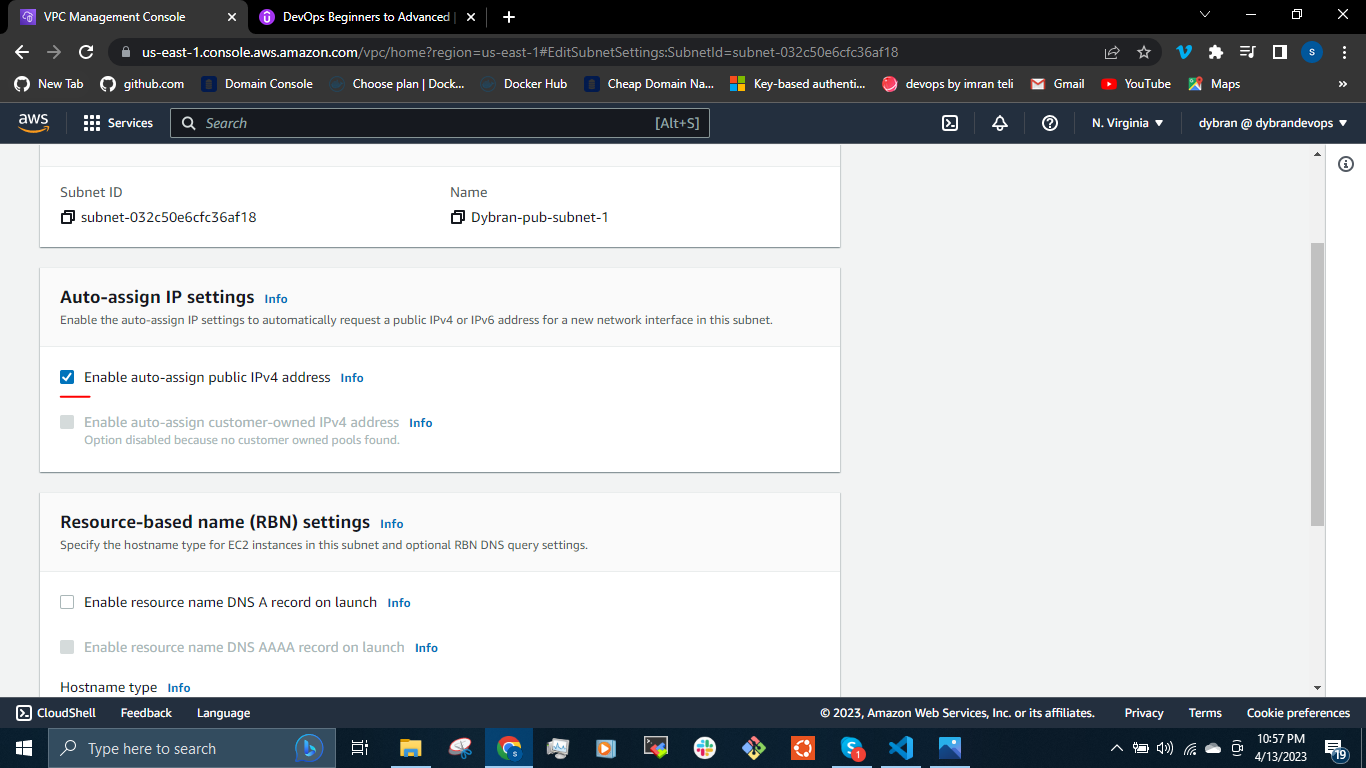 VPC Management Console
DevOps Beginners to Advanced |
us-east-1.console.aws.amazon.com/vpc/home?region=us-east-1#EditSubnetSettings:SubnetId=subnet-032c50e6cfc36af18
S
New Tab
github.com
Domain Console
Choose plan | Dock...
Docker Hub
Cheap Domain Na...
Key-based authenti...
devops by imran teli
Gmail
YouTube
Maps
»
aws
Services
Search
[Alt+S]
N. Virginia
dybran @ dybrandevops
Subnet ID
subnet-032c50e6cfc36af18
Name
Dybran-pub-subnet-1
Auto-assign IP settings Info
Enable the auto-assign IP settings to automatically request a public IPv4 or IPv6 address for a new network interface in this subnet.
Enable auto-assign public IPv4 address Info
Enable auto-assign customer-owned IPv4 address Info
Option disabled because no customer owned pools found.
Resource-based name (RBN) settings Info
Specify the hostname type for EC2 instances in this subnet and optional RBN DNS query settings.
Enable resource name DNS A record on launch Info
Enable resource name DNS AAAA record on launch Info
Hostname type Info
CloudShell
Feedback
Language
© 2023, Amazon Web Services, Inc. or its affiliates.
Privacy
Terms
Cookie preferences
Type here to search
1
10:57 PM
4/13/2023
19